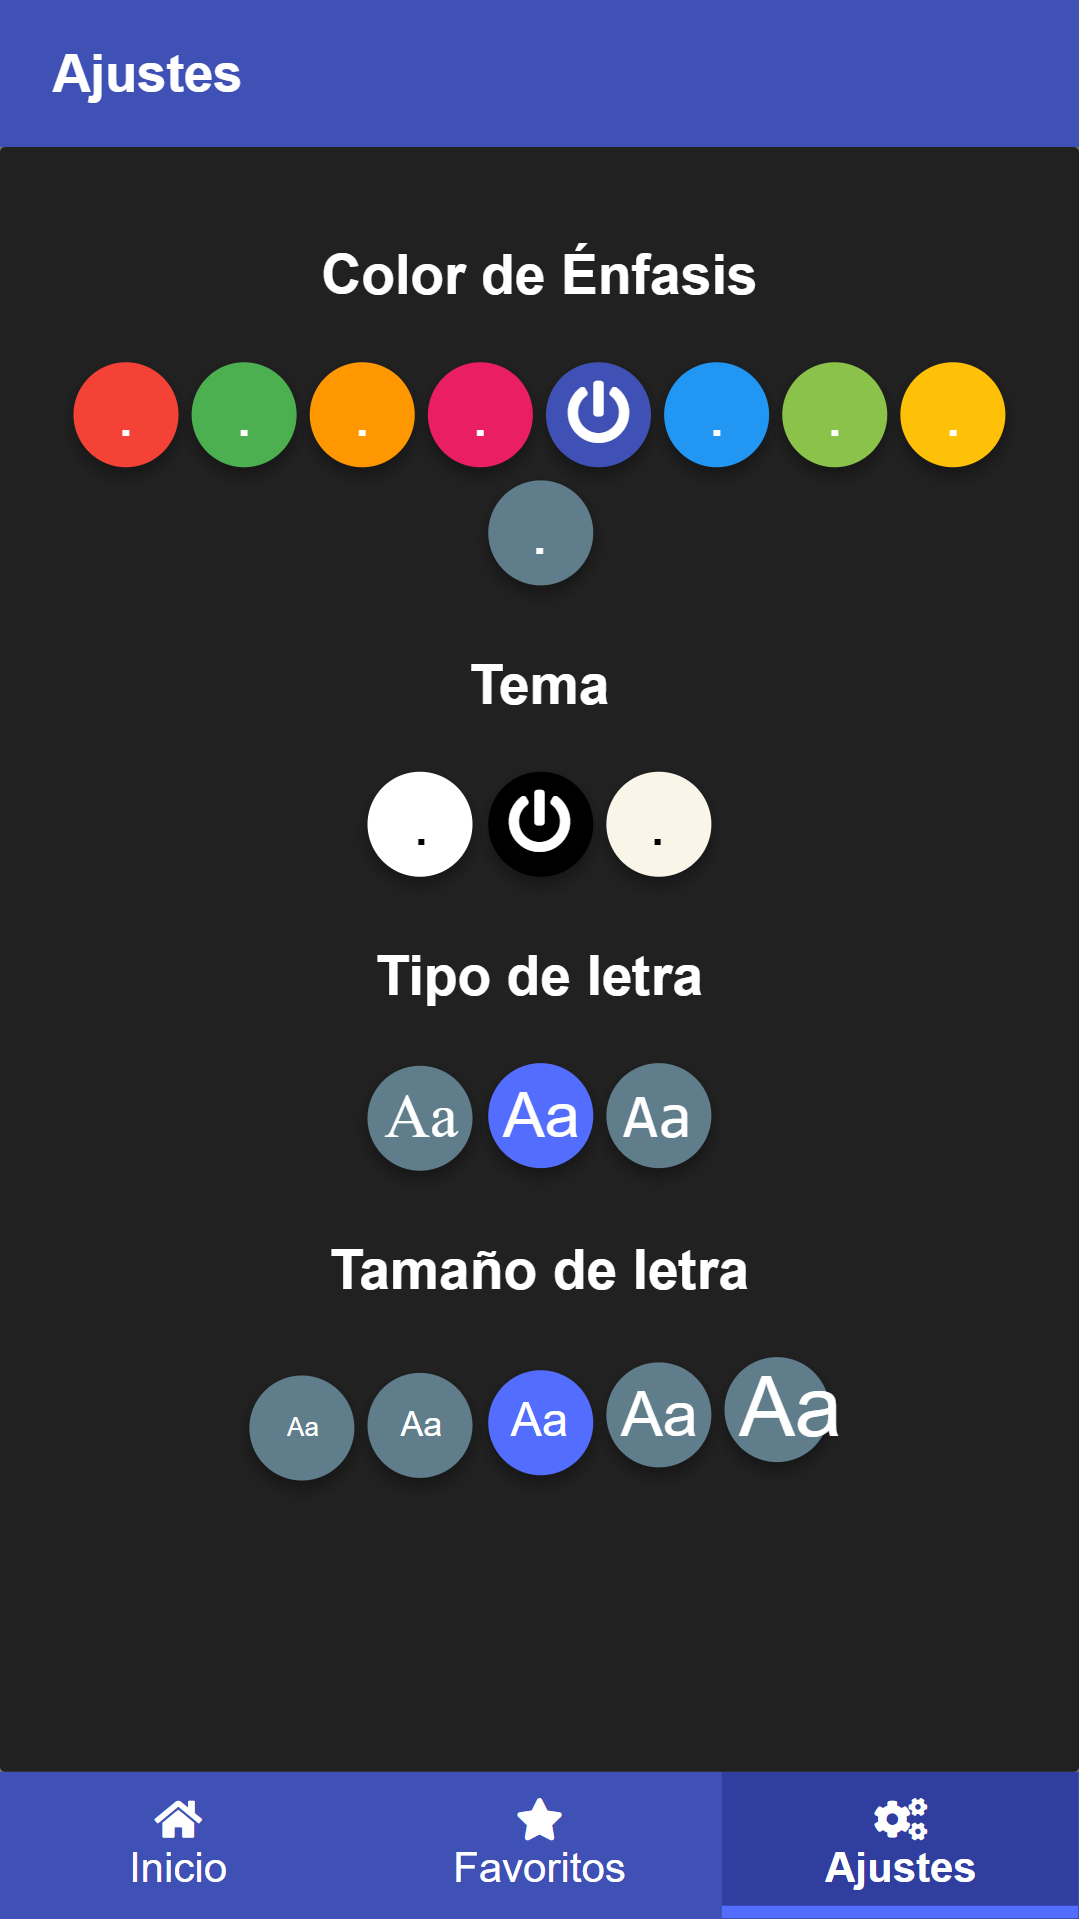 Ajustes
Color de Énfasis
. . . . . . .
.
Tema
. .
Tipo de letra
Aa Aa Aa
Tamaño de letra
Aa Aa Aa Aa Aa
Inicio Favoritos Ajustes